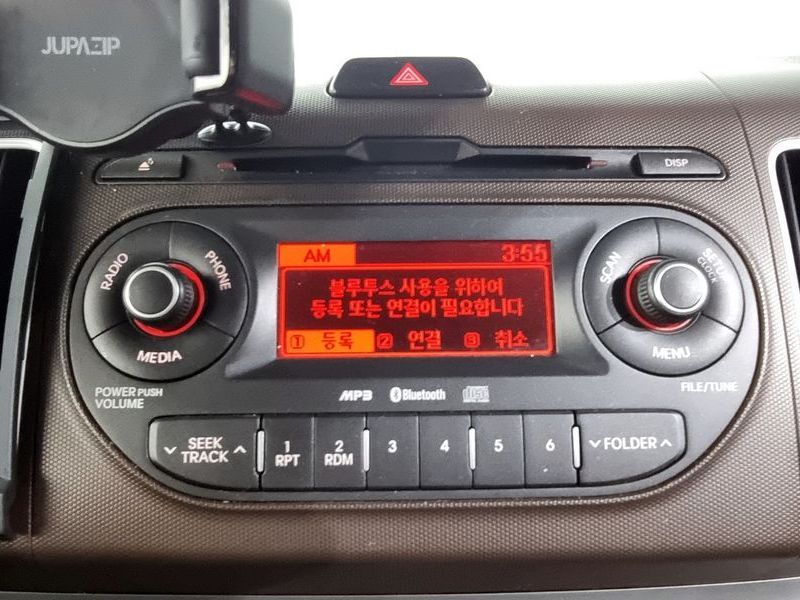 JUPAZIP
DISP
RADIO
PHONE
MEDIA
POWER PUSH
VOLUME
AM 3:55
블루투스 사용을 위하여
등록 또는 연결이 필요합니다
① 등록 ② 연결 ③ 취소
SCAN
SETUP
CLOCK
MENU
FILE/TUNE
MP3 Bluetooth
SEEK
TRACK
1
RPT
2
RDM
3
4
5
6
FOLDER